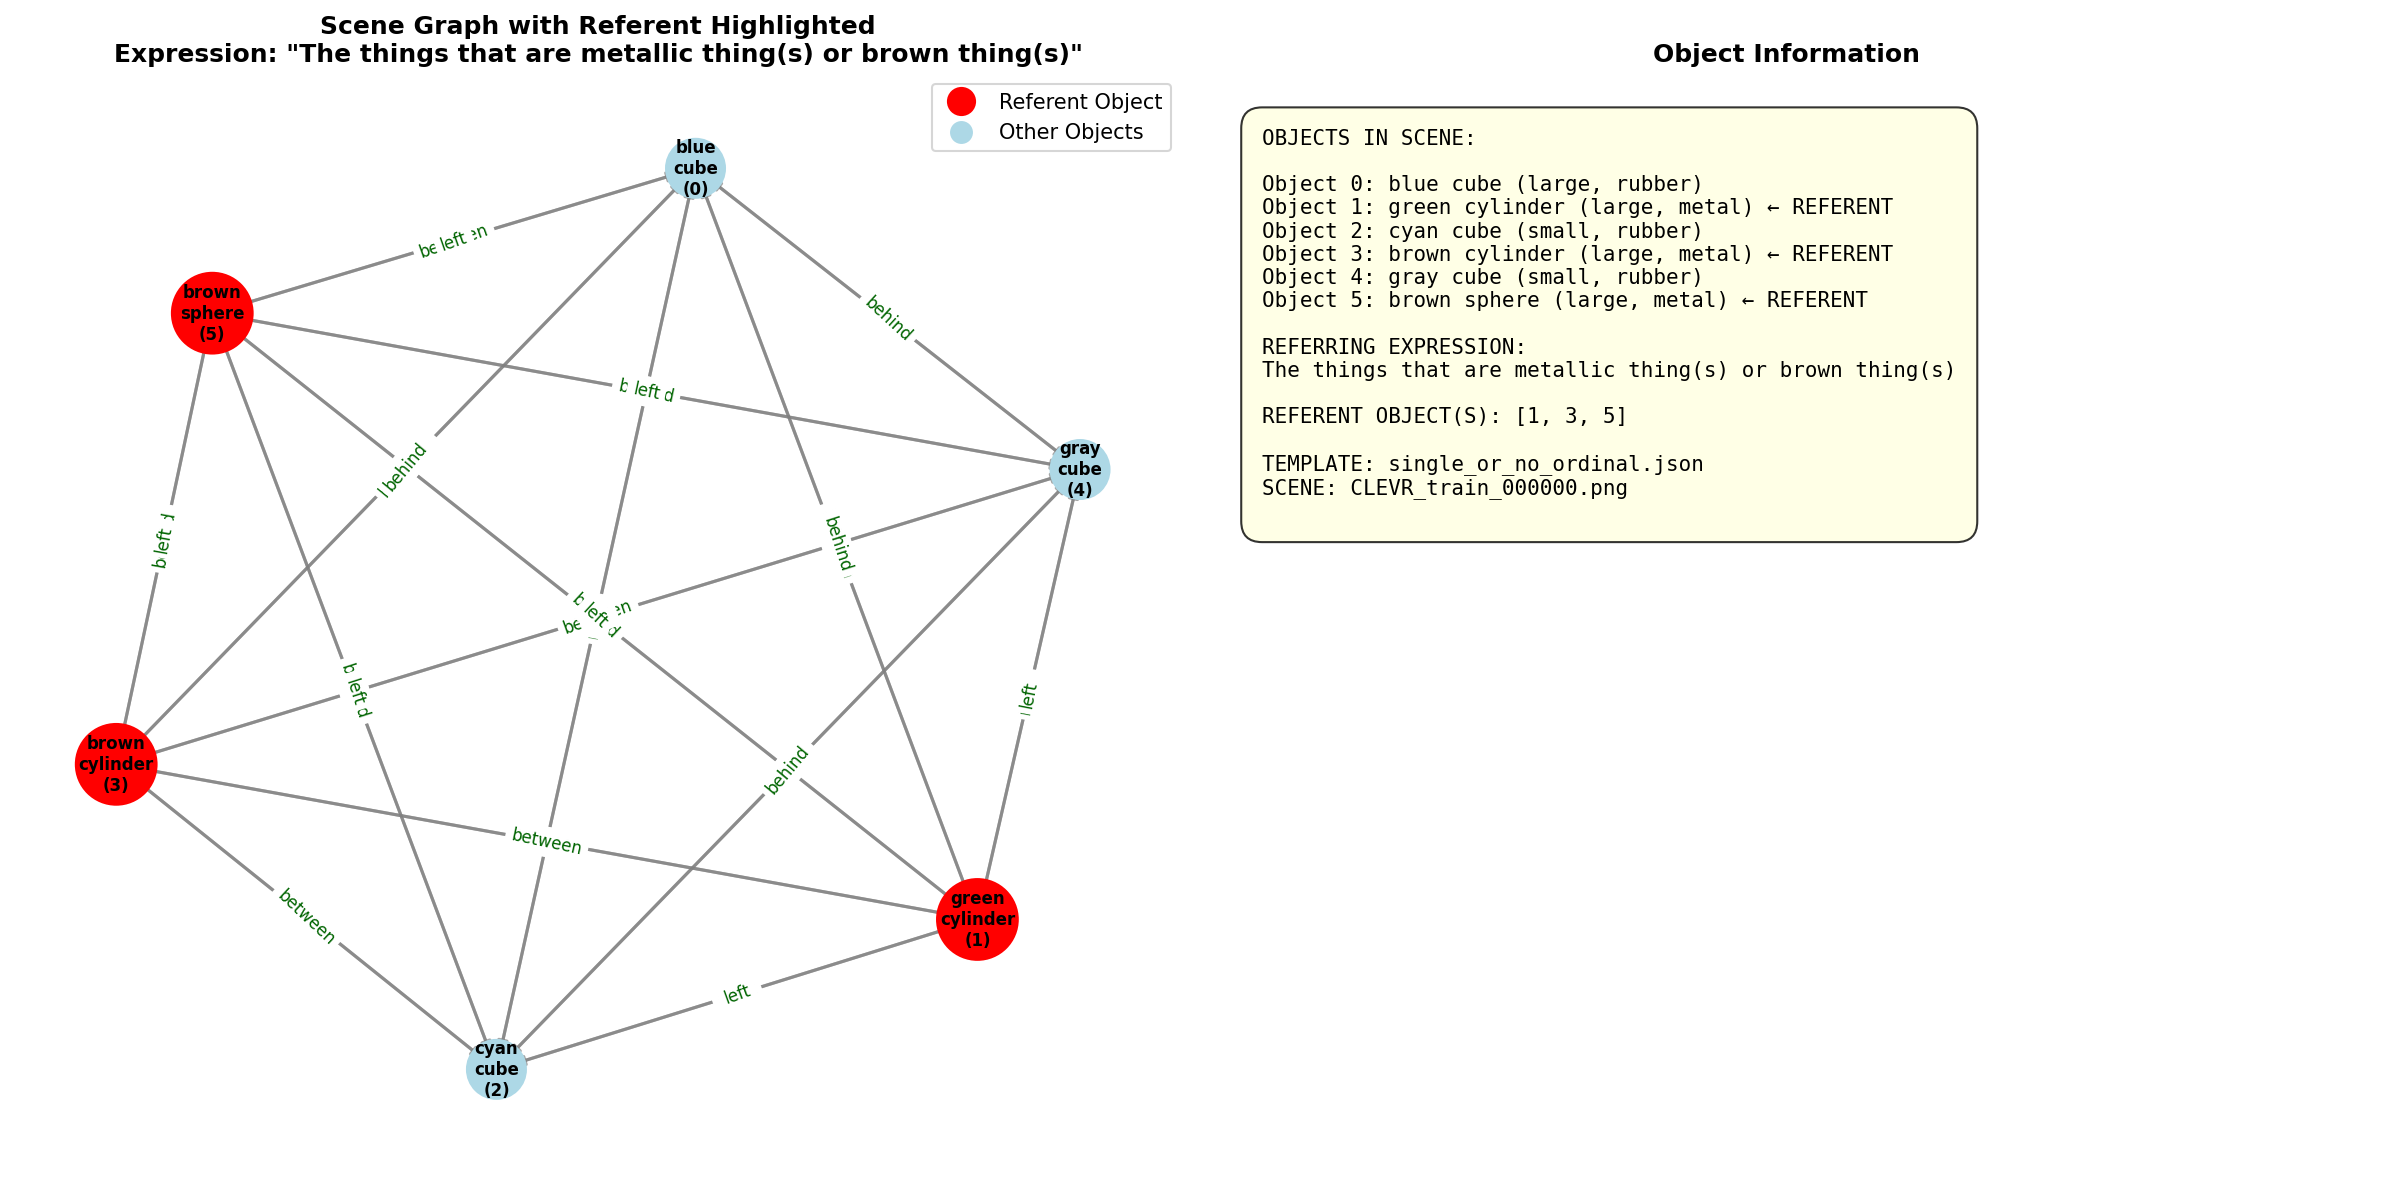 Scene Graph with Referent Highlighted
Expression: "The things that are metallic thing(s) or brown thing(s)"
Referent Object
Other Objects
blue
cube
(0)
left
brown
sphere
(5)
behind
left
gray
cube
(4)
behind
left
behind
left
left
left
left
brown
cylinder
(3)
behind
between
green
cylinder
(1)
between
left
cyan
cube
(2)
Object Information
OBJECTS IN SCENE:
Object 0: blue cube (large, rubber)
Object 1: green cylinder (large, metal) ← REFERENT
Object 2: cyan cube (small, rubber)
Object 3: brown cylinder (large, metal) ← REFERENT
Object 4: gray cube (small, rubber)
Object 5: brown sphere (large, metal) ← REFERENT
REFERRING EXPRESSION:
The things that are metallic thing(s) or brown thing(s)
REFERENT OBJECT(S): [1, 3, 5]
TEMPLATE: single_or_no_ordinal.json
SCENE: CLEVR_train_000000.png